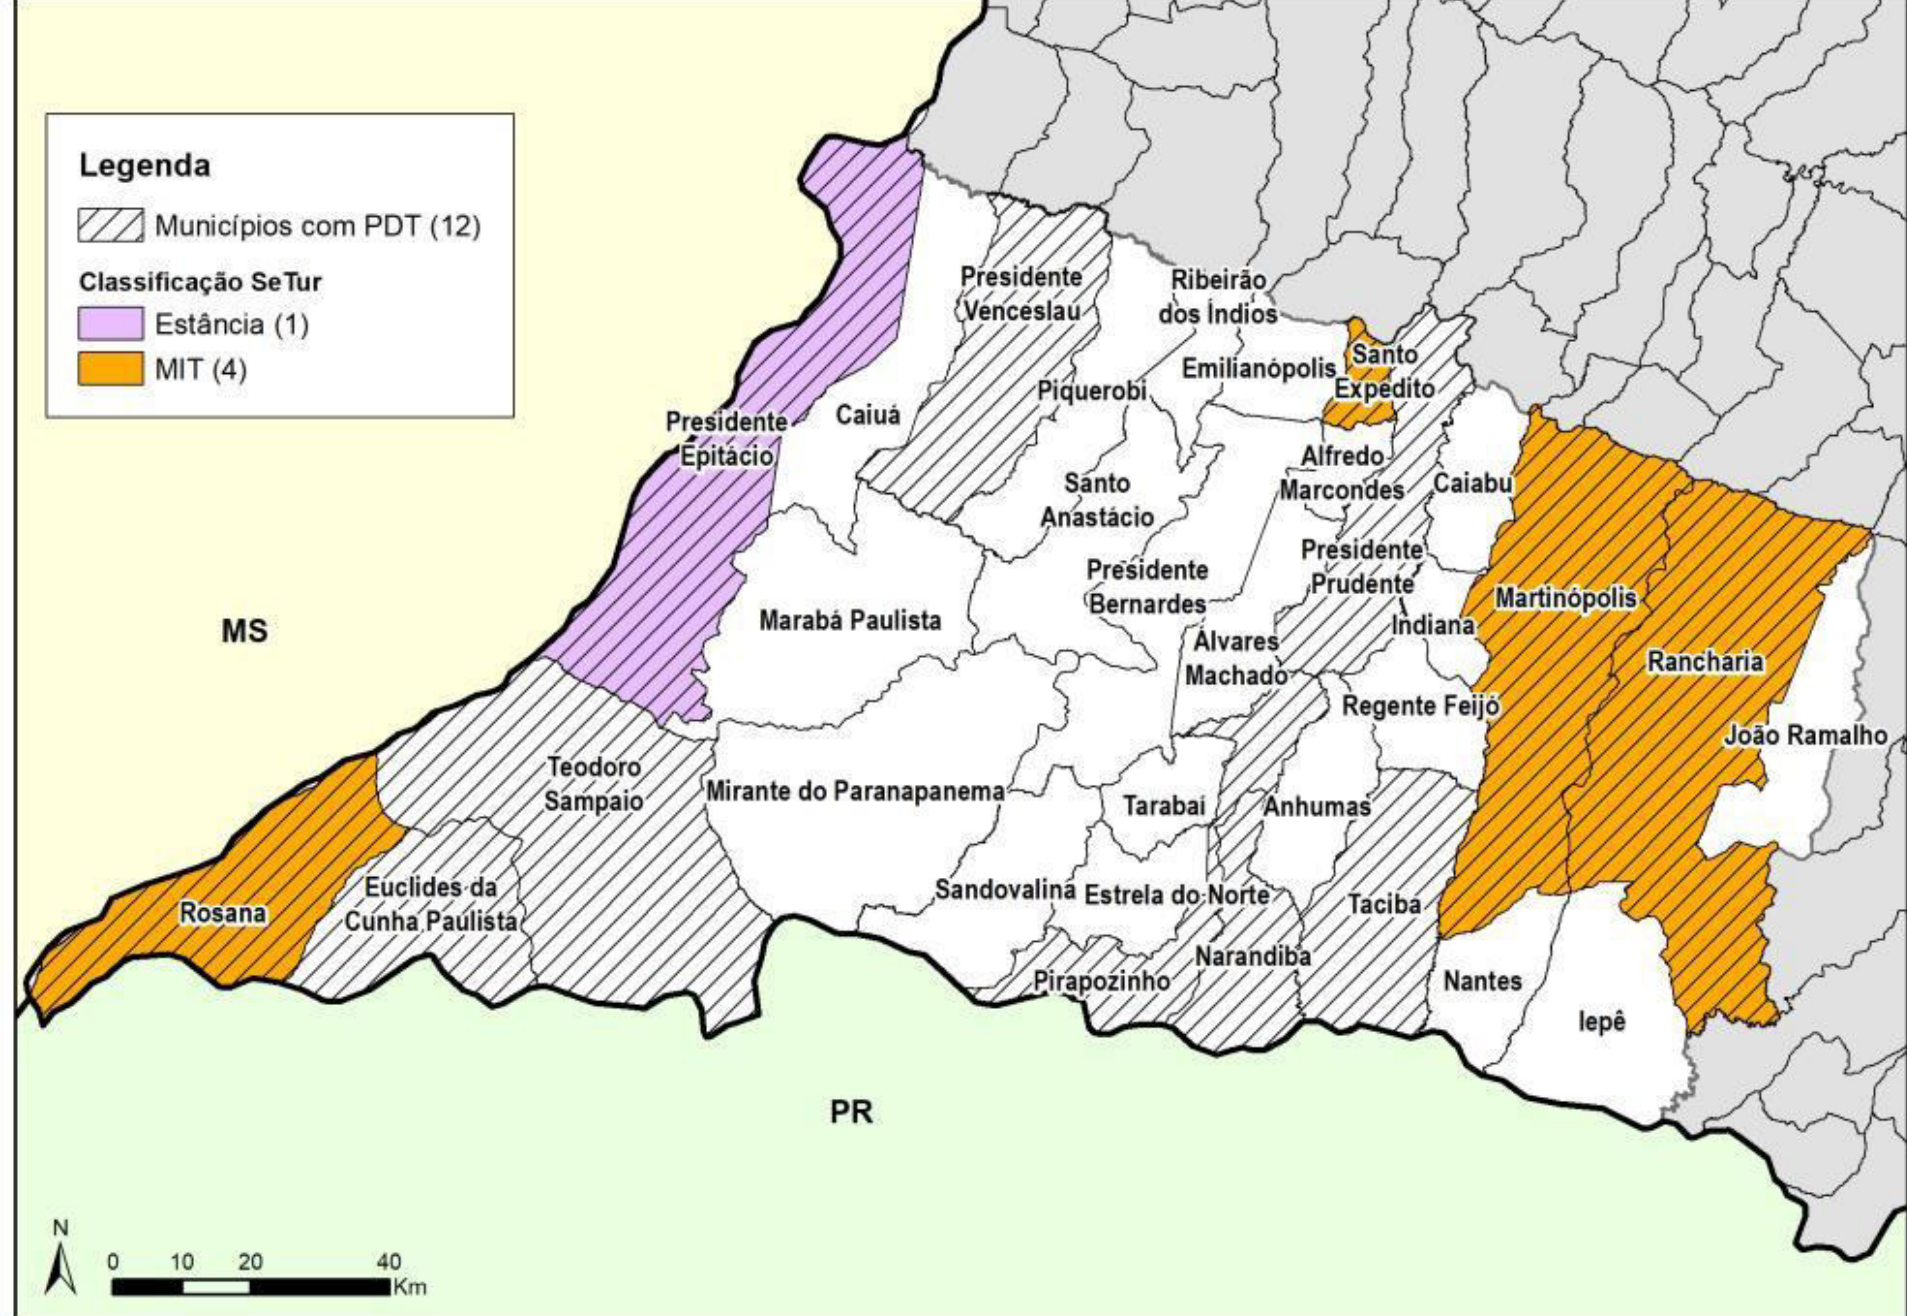 Legenda
Municípios com PDT (12)
Classificação SeTur
Estância (1)
MIT (4)
Presidente
Venceslau
Ribeirão
dos Índios
Santo
Expedito
Emilianópolis
Piquerobi
Caiuá
Presidente
Epitácio
Alfredo
Marcondes
Caiabu
Santo
Anastácio
Presidente
Prudente
Presidente
Bernardes
Martinópolis
Indiana
Marabá Paulista
MS
Álvares
Machado
Rancharia
Regente Feijó
João Ramalho
Teodoro
Sampaio
Mirante do Paranapanema
Tarabai
Anhumas
Euclides da
Cunha Paulista
Rosana
Sandovalina
Estrela do Norte
Taciba
Narandiba
Pirapozinho
Nantes
Iepê
PR
N
0 10 20 40
Km